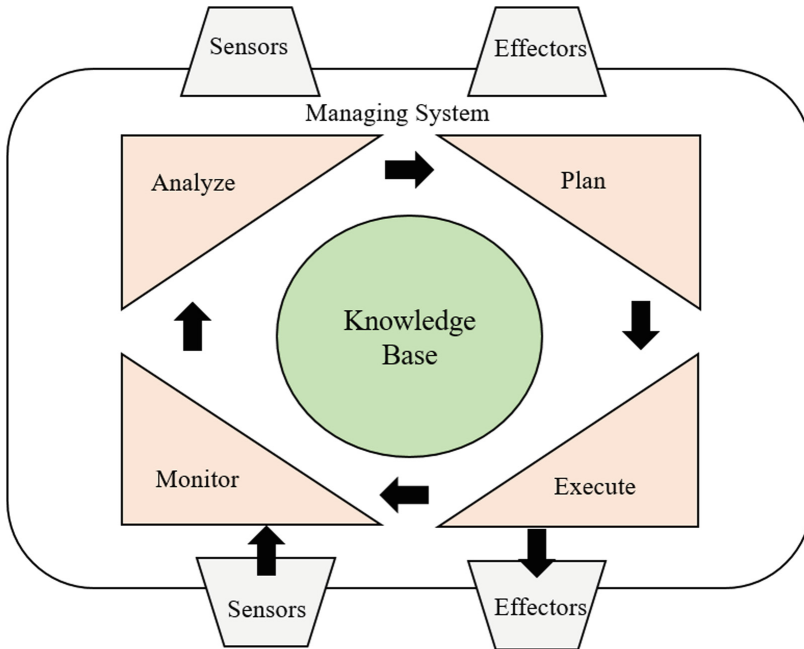 Sensors
Effectors
Managing System
Analyze
Plan
Knowledge
Base
Monitor
Execute
Sensors
Effectors